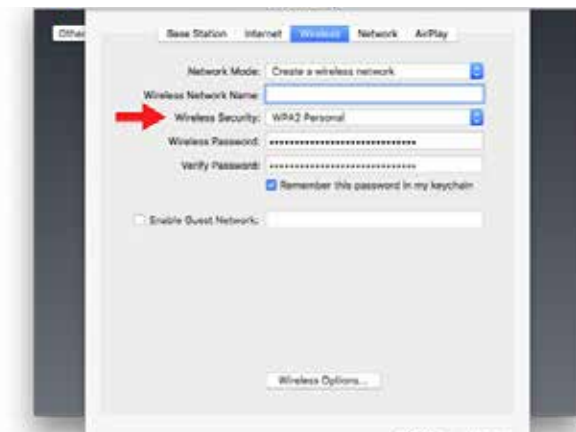 Other
Base Station Internet Wireless Network AirPlay
Network Mode: Create a wireless network
Wireless Network Name:
Wireless Security: WPA2 Personal
Wireless Password: ••••••••••••••••••••••••••••••
Verify Password: ••••••••••••••••••••••••••••••
Remember this password in my keychain
Enable Guest Network:
Wireless Options...